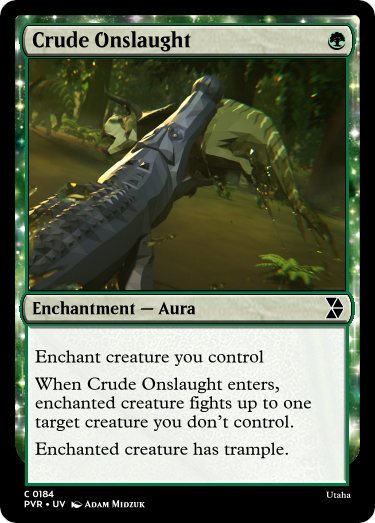 Crude Onslaught
Enchantment — Aura
Enchant creature you control
When Crude Onslaught enters,
enchanted creature fights up to one
target creature you don't control.
Enchanted creature has trample.
C 0184
PVR • UV Adam Midzuk
Utaha